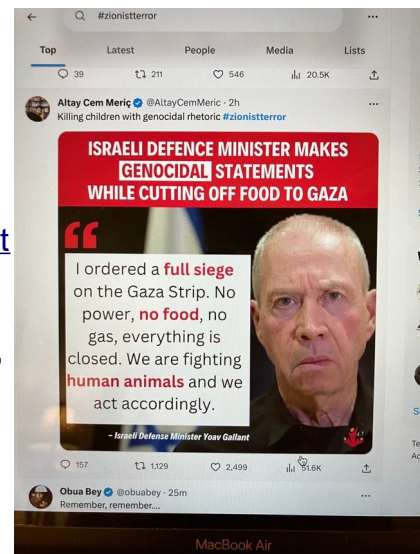 #zionistterror
Top Latest People Media Lists
39 211 546 20.5K
Altay Cem Meriç @AltayCemMeric · 2h
Killing children with genocidal rhetoric #zionistterror
ISRAELI DEFENCE MINISTER MAKES
GENOCIDAL STATEMENTS
WHILE CUTTING OFF FOOD TO GAZA
I ordered a full siege
on the Gaza Strip. No
power, no food, no
gas, everything is
closed. We are fighting
human animals and we
act accordingly.
– Israeli Defense Minister Yoav Gallant
157 1,129 2,499 51.6K
Obua Bey @obuabey · 25m
Remember, remember....
MacBook Air